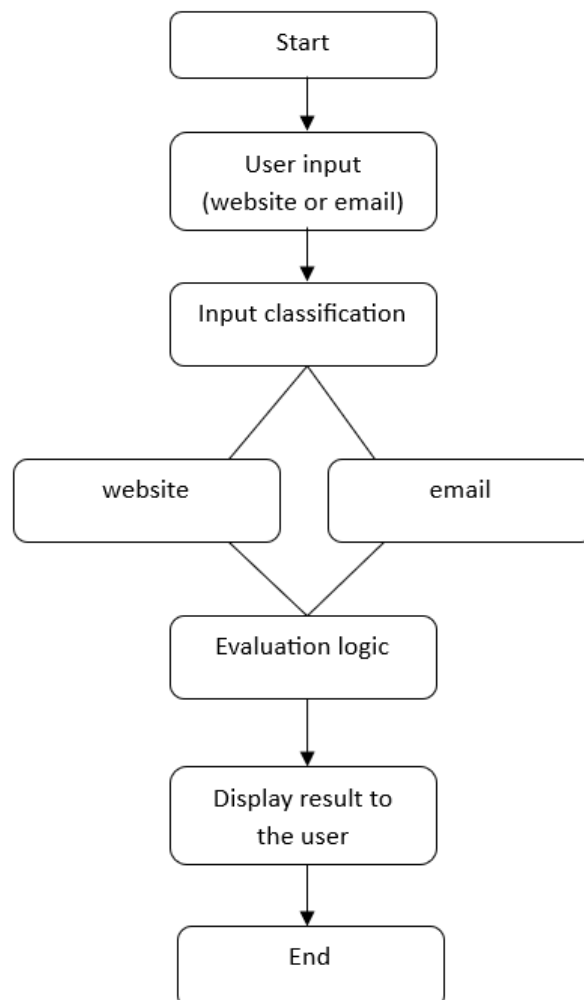 Start
User input
(website or email)
Input classification
website
email
Evaluation logic
Display result to
the user
End